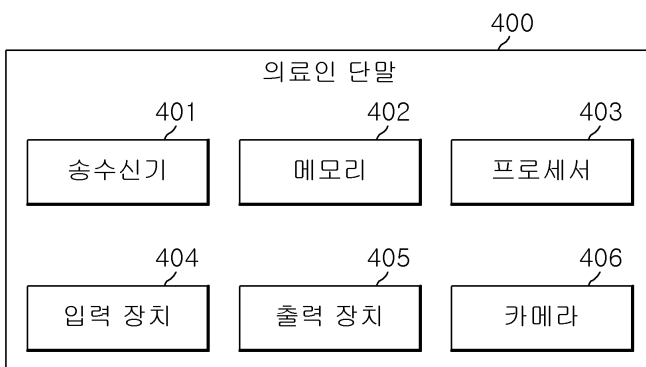 400
의료인 단말
401 402 403
송수신기 메모리 프로세서
404 405 406
입력 장치 출력 장치 카메라